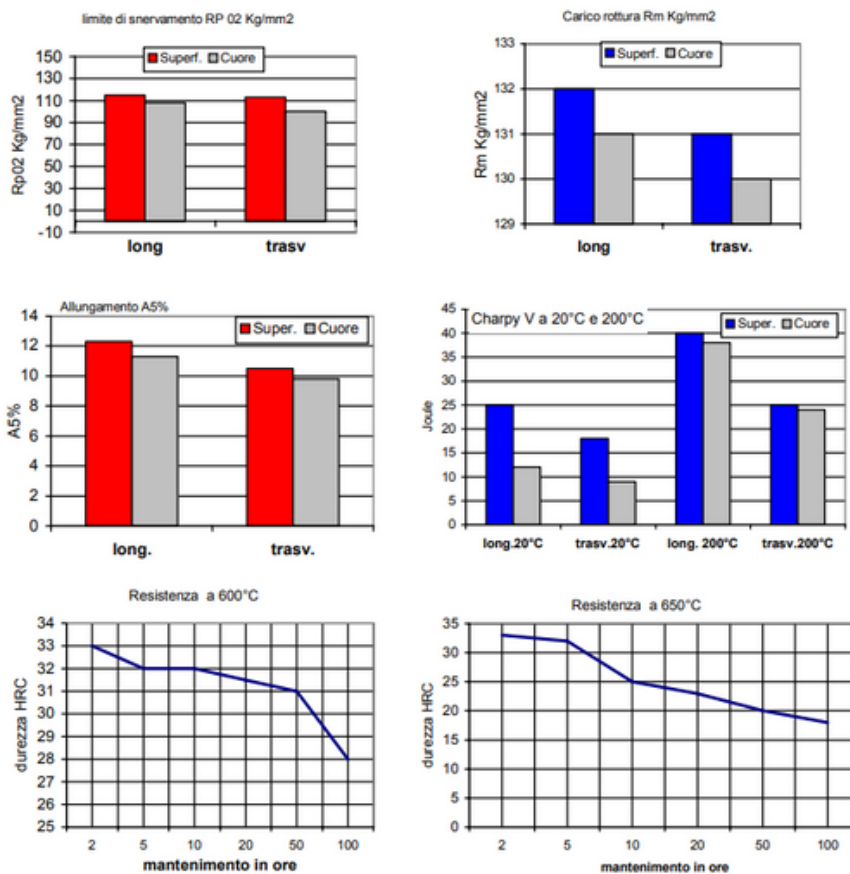 limite di snervamento RP 02 Kg/mm2
Superf. Cuore
Rp02 Kg/mm2
150
130
110
90
70
50
30
10
-10
long trasv
Carico rottura Rm Kg/mm2
Superf. Cuore
Rm Kg/mm2
133
132
131
130
129
long trasv.
Allungamento A5%
Super. Cuore
A5%
14
12
10
8
6
4
2
0
long. trasv.
Charpy V a 20°C e 200°C
Super. Cuore
Joule
45
40
35
30
25
20
15
10
5
0
long.20°C trasv.20°C long. 200°C trasv.200°C
Resistenza a 600°C
durezza HRC
34
33
32
31
30
29
28
27
26
25
2 5 10 20 50 100
mantenimento in ore
Resistenza a 650°C
durezza HRC
35
30
25
20
15
10
5
0
2 5 10 20 50 100
mantenimento in ore